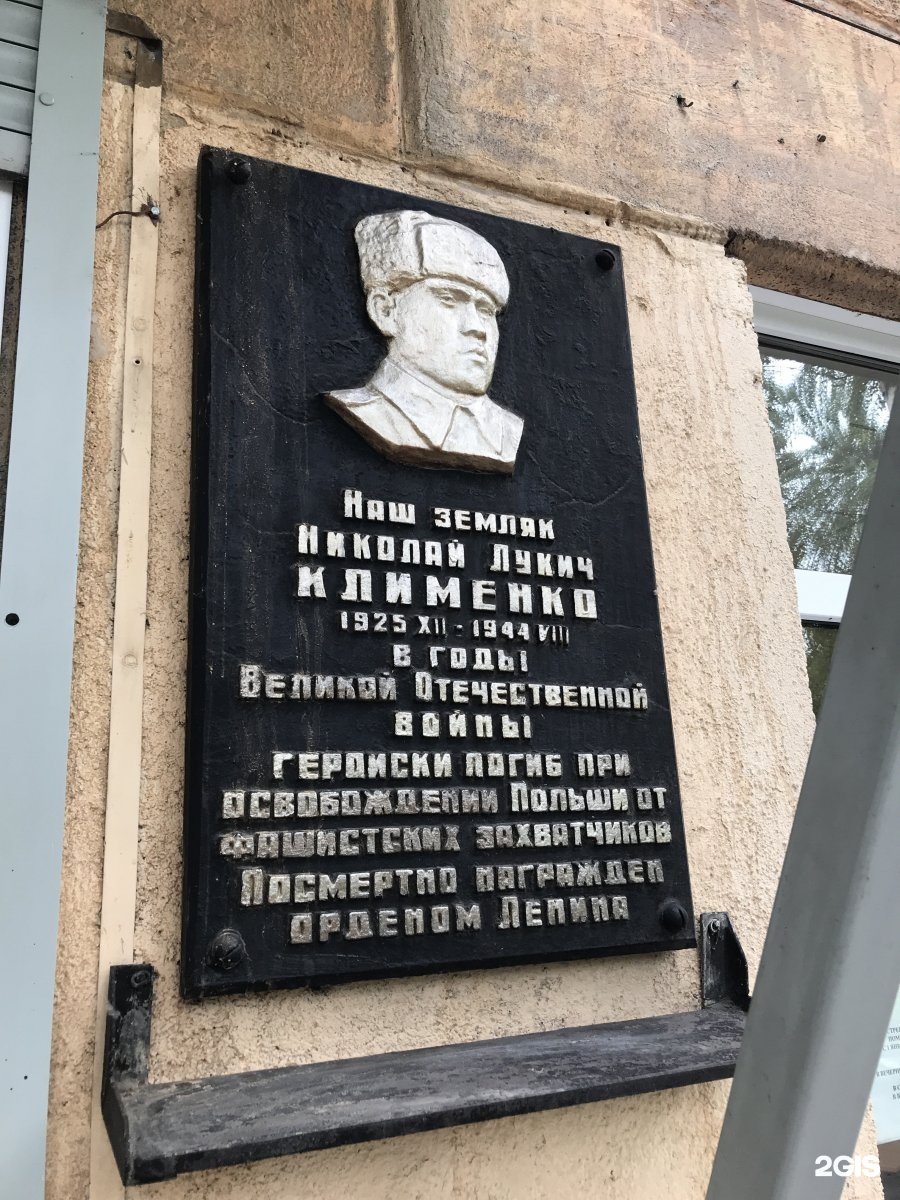 Наш земляк
Николай Лукич
КЛИМЕНКО
1925 XII - 1944 VIII
в годы
Великой Отечественной
войны
героиски погиб при
освобождении Польши от
фашистских захватчиков
Посмертно награжден
орденом Ленина
2GIS